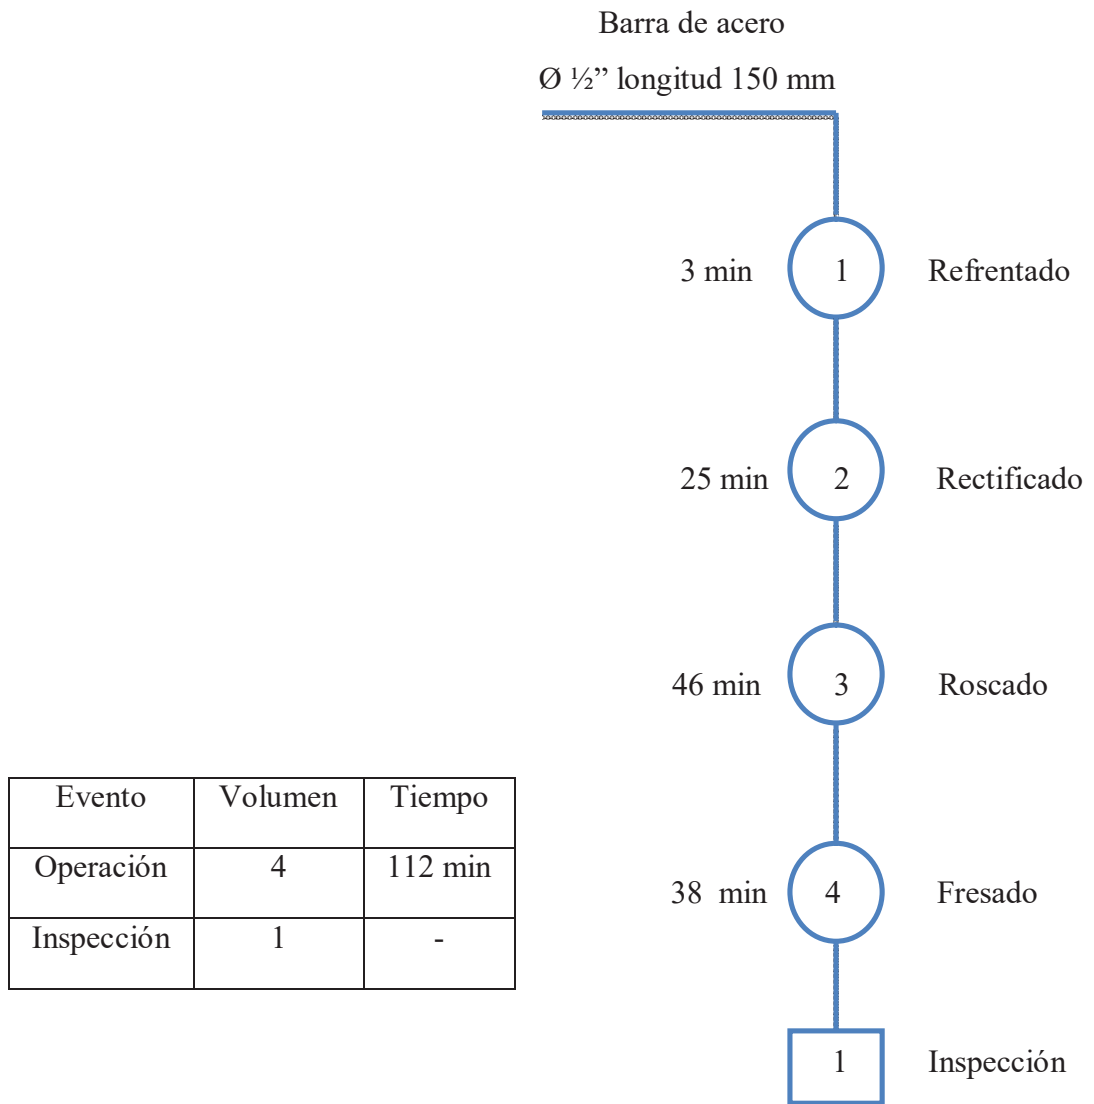 Barra de acero
Ø ½” longitud 150 mm
3 min 1 Refrentado
25 min 2 Rectificado
46 min 3 Roscado
38 min 4 Fresado
1 Inspección
Evento Volumen Tiempo
Operación 4 112 min
Inspección 1 -